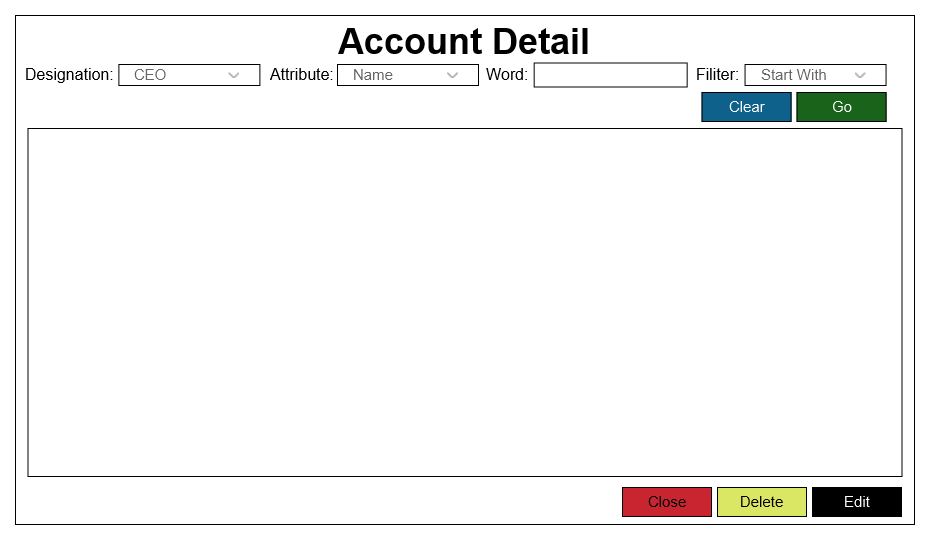 Account Detail
Designation: CEO Attribute: Name Word: Filiter: Start With
Clear Go
Close Delete Edit